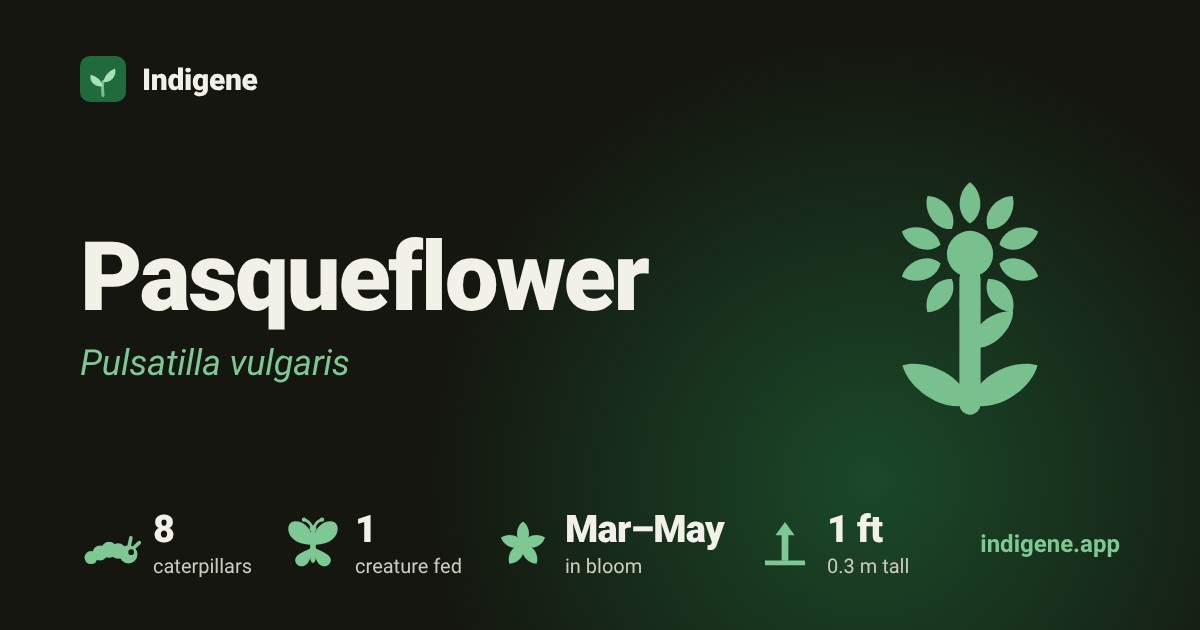 Indigene
Pasqueflower
Pulsatilla vulgaris
8
caterpillars
1
creature fed
Mar–May
in bloom
1 ft
0.3 m tall
indigene.app